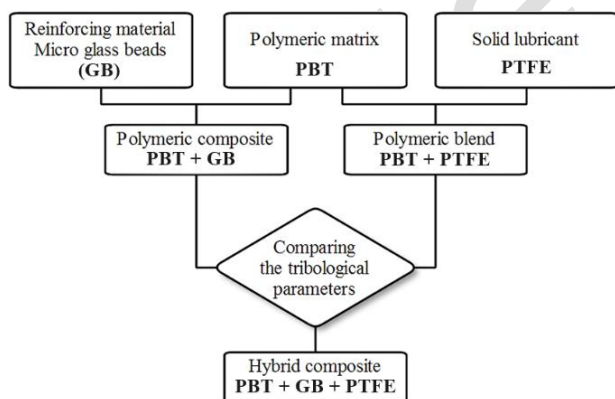 Reinforcing material
Micro glass beads
(GB)
Polymeric matrix
PBT
Solid lubricant
PTFE
Polymeric composite
PBT + GB
Polymeric blend
PBT + PTFE
Comparing
the tribological
parameters
Hybrid composite
PBT + GB + PTFE